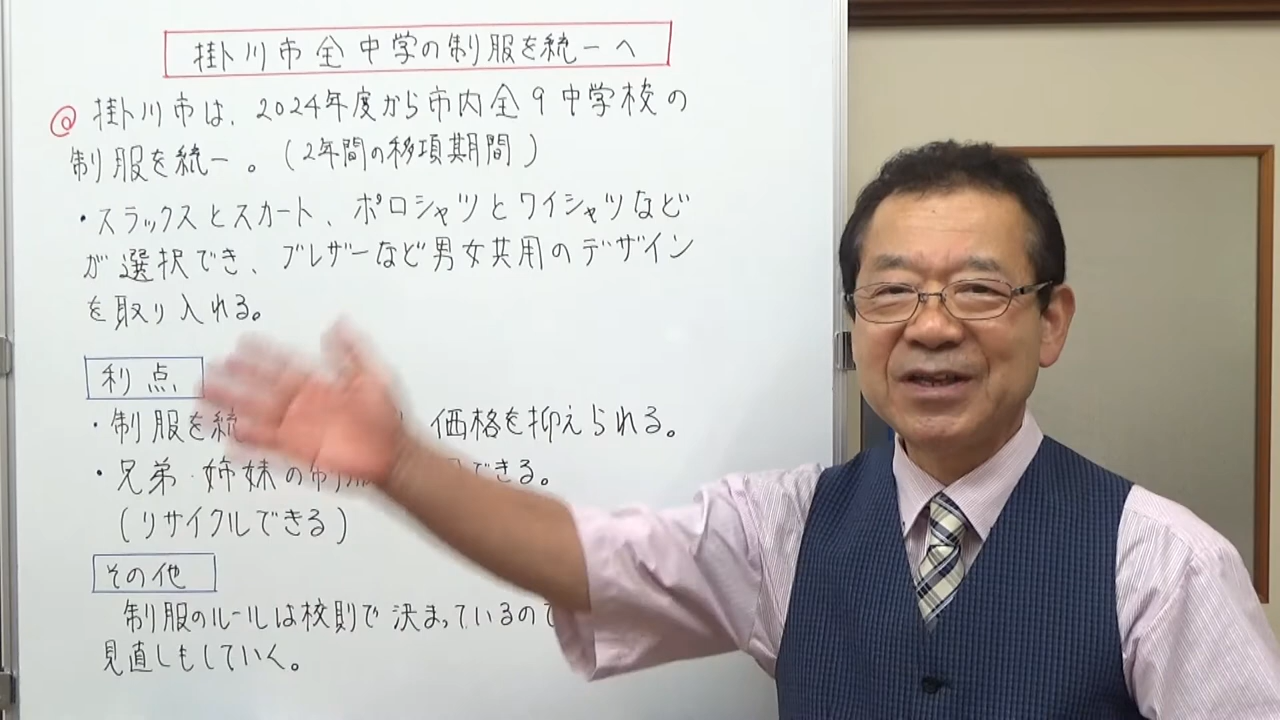 掛川市全中学の制服を統一へ
◎ 掛川市は、2024年度から市内全9中学校の
制服を統一。(2年間の移項期間)
・スラックスとスカート、ポロシャツとワイシャツなど
が選択でき、ブレザーなど男女共用のデザイン
を取り入れる。
利点
・制服を統 価格を抑えられる。
・兄弟・姉妹の制服 できる。
(リサイクルできる)
その他
制服のルールは校則で決まっているので
見直しもしていく。